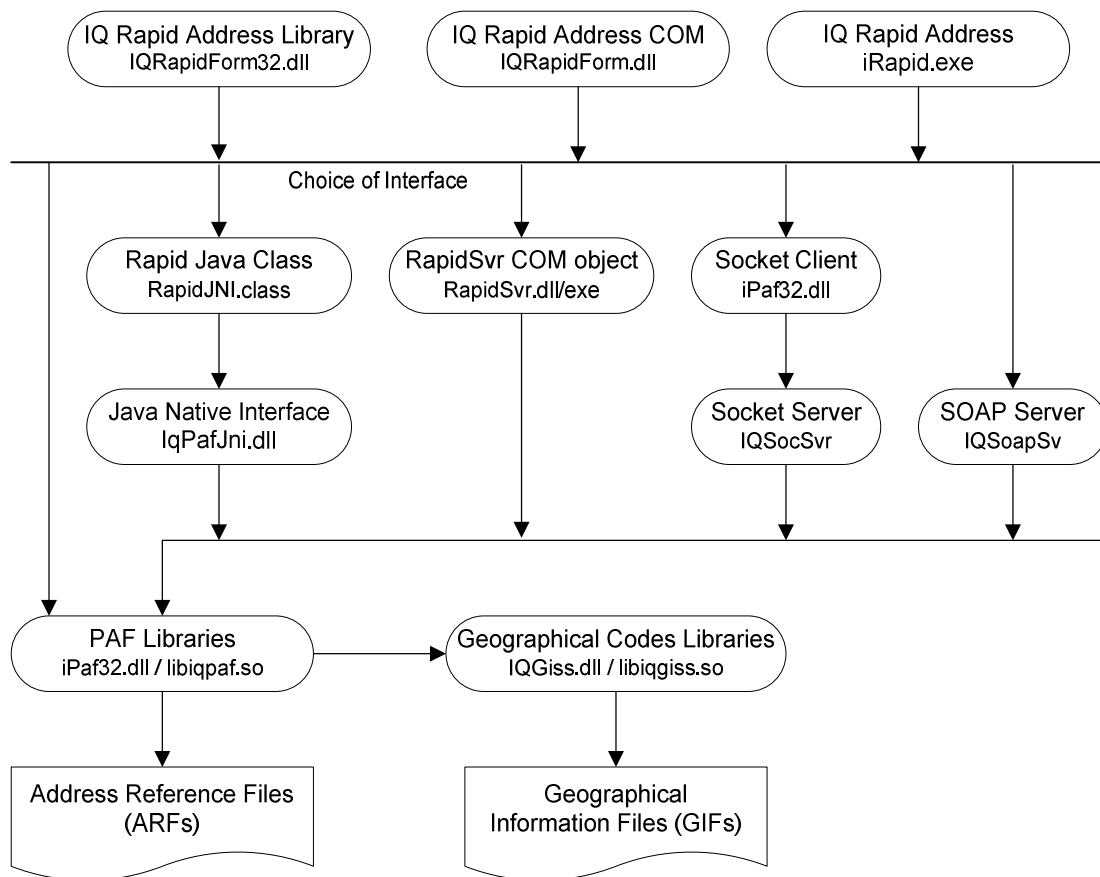 IQ Rapid Address Library
IQRapidForm32.dll
IQ Rapid Address COM
IQRapidForm.dll
IQ Rapid Address
iRapid.exe
Choice of Interface
Rapid Java Class
RapidJNI.class
RapidSvr COM object
RapidSvr.dll/exe
Socket Client
iPaf32.dll
Java Native Interface
IqPafJni.dll
Socket Server
IQSocSvr
SOAP Server
IQSoapSv
PAF Libraries
iPaf32.dll / libiqpaf.so
Geographical Codes Libraries
IQGiss.dll / libiqgiss.so
Address Reference Files
(ARFs)
Geographical
Information Files (GIFs)